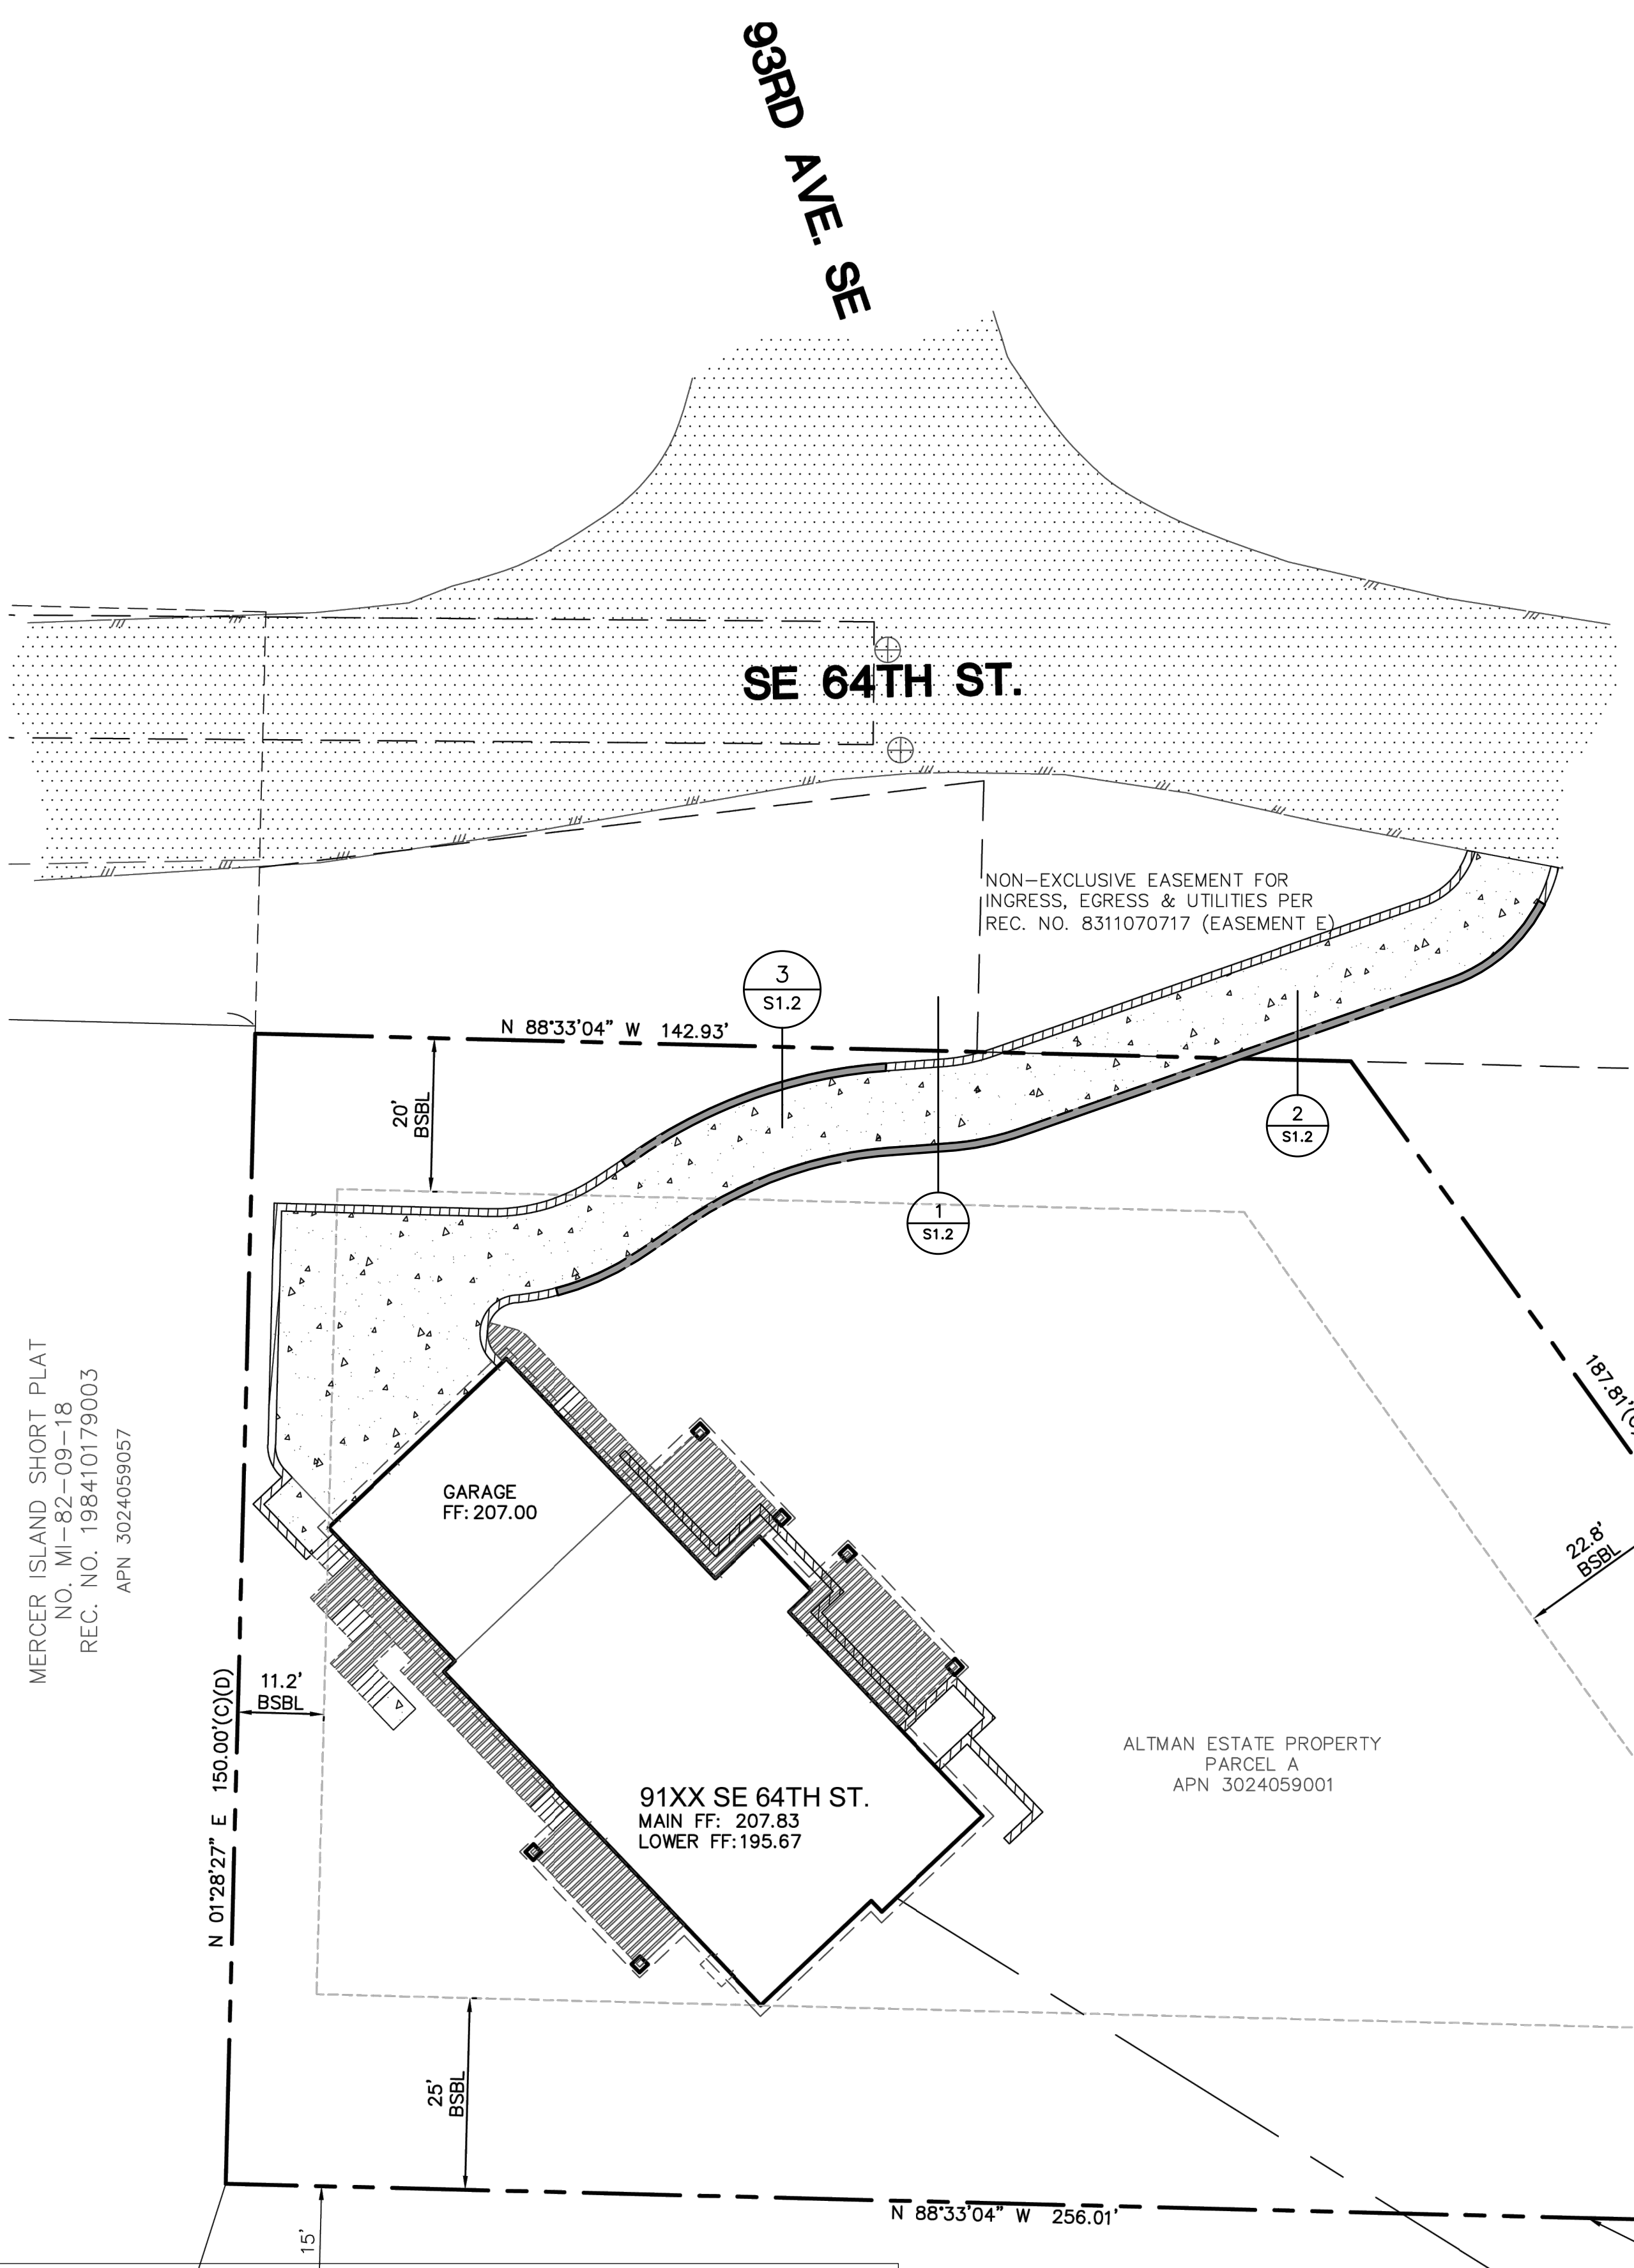 93RD AVE. SE
SE 64TH ST.
NON-EXCLUSIVE EASEMENT FOR
INGRESS, EGRESS & UTILITIES PER
REC. NO. 8311070717 (EASEMENT E)
3
S1.2
N 88°33'04" W 142.93'
20'
BSBL
2
S1.2
1
S1.2
187.81'
MERCER ISLAND SHORT PLAT
NO. MI-82-09-18
REC. NO. 198410179003
APN 3024059057
GARAGE
FF: 207.00
22.8'
BSBL
11.2'
BSBL
N 01°28'27" E 150.00'(C)(D)
ALTMAN ESTATE PROPERTY
PARCEL A
APN 3024059001
91XX SE 64TH ST.
MAIN FF: 207.83
LOWER FF: 195.67
25'
BSBL
N 88°33'04" W 256.01'
15'